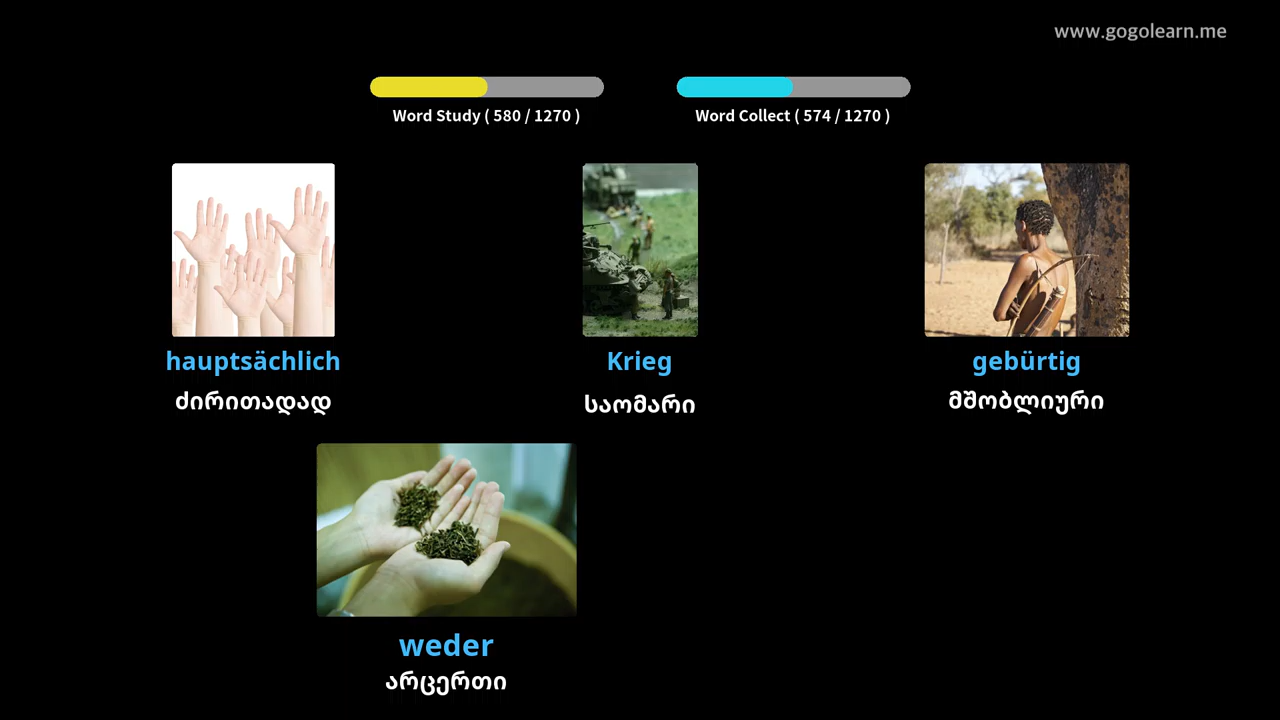 www.gogolearn.me
Word Study ( 580 / 1270 )
Word Collect ( 574 / 1270 )
hauptsächlich
ძირითადად
Krieg
საომარი
gebürtig
მშობლიური
weder
არცერთი